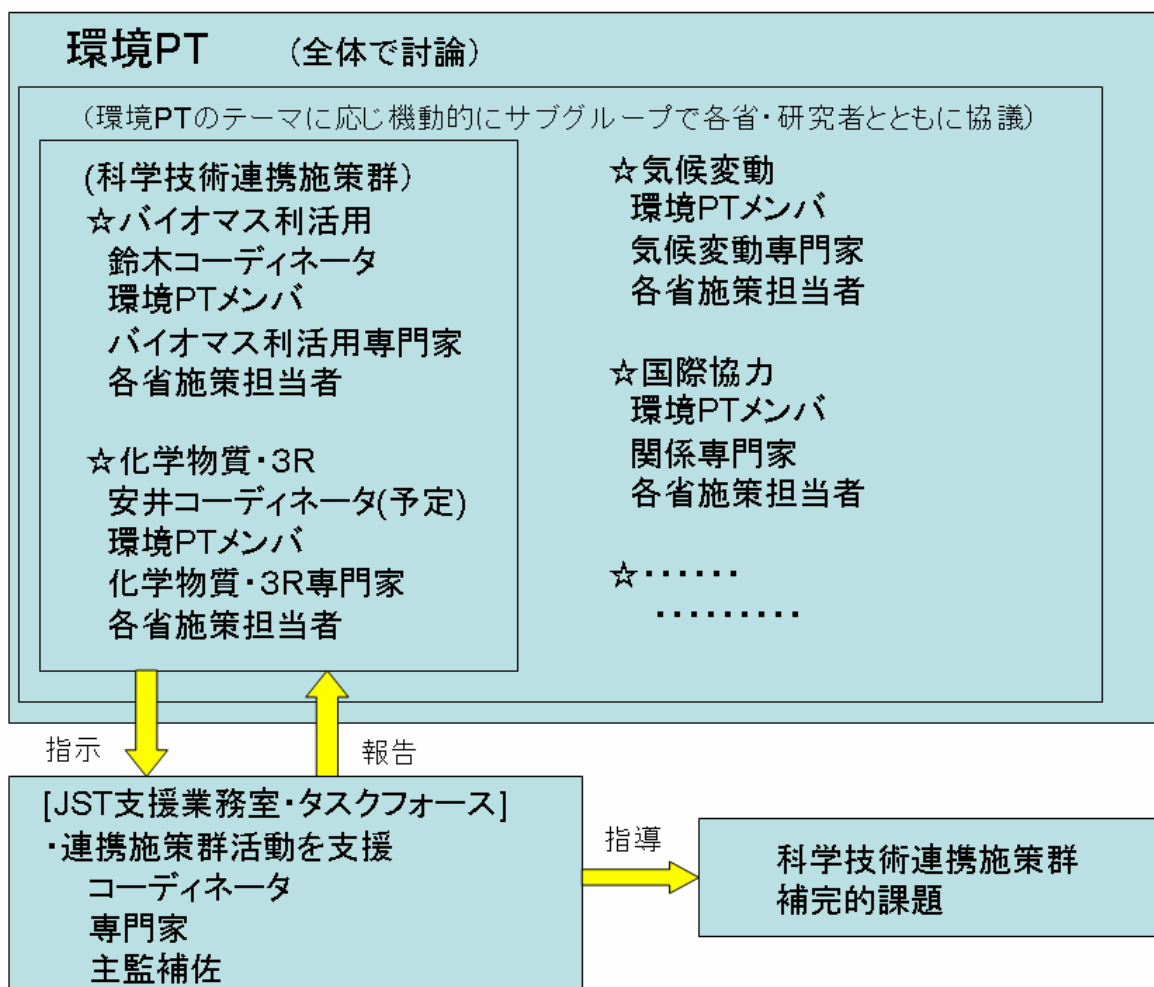 環境PT (全体で討論)
(環境PTのテーマに応じ機動的にサブグループで各省・研究者とともに協議)
(科学技術連携施策群)
☆バイオマス利活用
鈴木コーディネータ
環境PTメンバ
バイオマス利活用専門家
各省施策担当者
☆化学物質・3R
安井コーディネータ(予定)
環境PTメンバ
化学物質・3R専門家
各省施策担当者
☆気候変動
環境PTメンバ
気候変動専門家
各省施策担当者
☆国際協力
環境PTメンバ
関係専門家
各省施策担当者
☆・・・・・・
・・・・・・・・・
指示
報告
[JST支援業務室・タスクフォース]
・連携施策群活動を支援
コーディネータ
専門家
主監補佐
指導
科学技術連携施策群
補完的課題